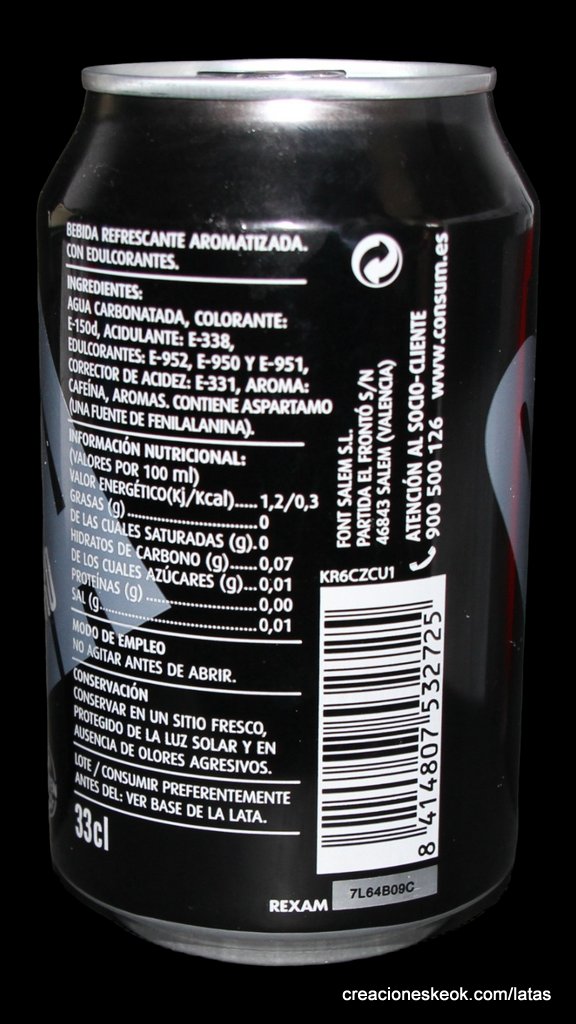 BEBIDA REFRESCANTE AROMATIZADA.
CON EDULCORANTES.
INGREDIENTES:
AGUA CARBONATADA, COLORANTE:
E-150d, ACIDULANTE: E-338,
EDULCORANTES: E-952, E-950 Y E-951,
CORRECTOR DE ACIDEZ: E-331, AROMA:
CAFEÍNA, AROMAS. CONTIENE ASPARTAMO
(UNA FUENTE DE FENILALANINA).
INFORMACIÓN NUTRICIONAL:
(VALORES POR 100 ml)
VALOR ENERGÉTICO(Kj/Kcal).....1,2/0,3
GRASAS (g)..............................0
DE LAS CUALES SATURADAS (g).0
HIDRATOS DE CARBONO (g)......0,07
DE LOS CUALES AZÚCARES (g)...0,01
PROTEÍNAS (g) .........................0,00
SAL (g....................................0,01
MODO DE EMPLEO
NO AGITAR ANTES DE ABRIR.
CONSERVACIÓN
CONSERVAR EN UN SITIO FRESCO,
PROTEGIDO DE LA LUZ SOLAR Y EN
AUSENCIA DE OLORES AGRESIVOS.
LOTE / CONSUMIR PREFERENTEMENTE
ANTES DEL: VER BASE DE LA LATA.
33cl
FONT SALEM S.L.
PARTIDA EL FRONTÓ S/N
46843 SALEM (VALENCIA)
ATENCIÓN AL SOCIO-CLIENTE
900 500 126 www.consum.es
KR6CZCU1
8 414807 532725
REXAM 7L64B09C
creacioneskeok.com/latas